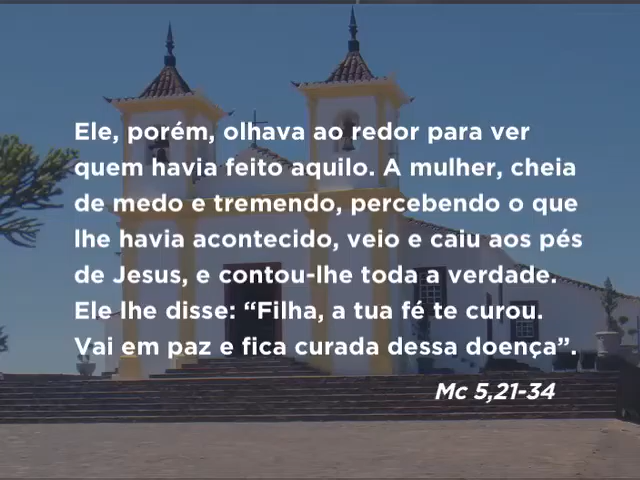 Ele, porém, olhava ao redor para ver
quem havia feito aquilo. A mulher, cheia
de medo e tremendo, percebendo o que
lhe havia acontecido, veio e caiu aos pés
de Jesus, e contou-lhe toda a verdade.
Ele lhe disse: “Filha, a tua fé te curou.
Vai em paz e fica curada dessa doença”.
Mc 5,21-34